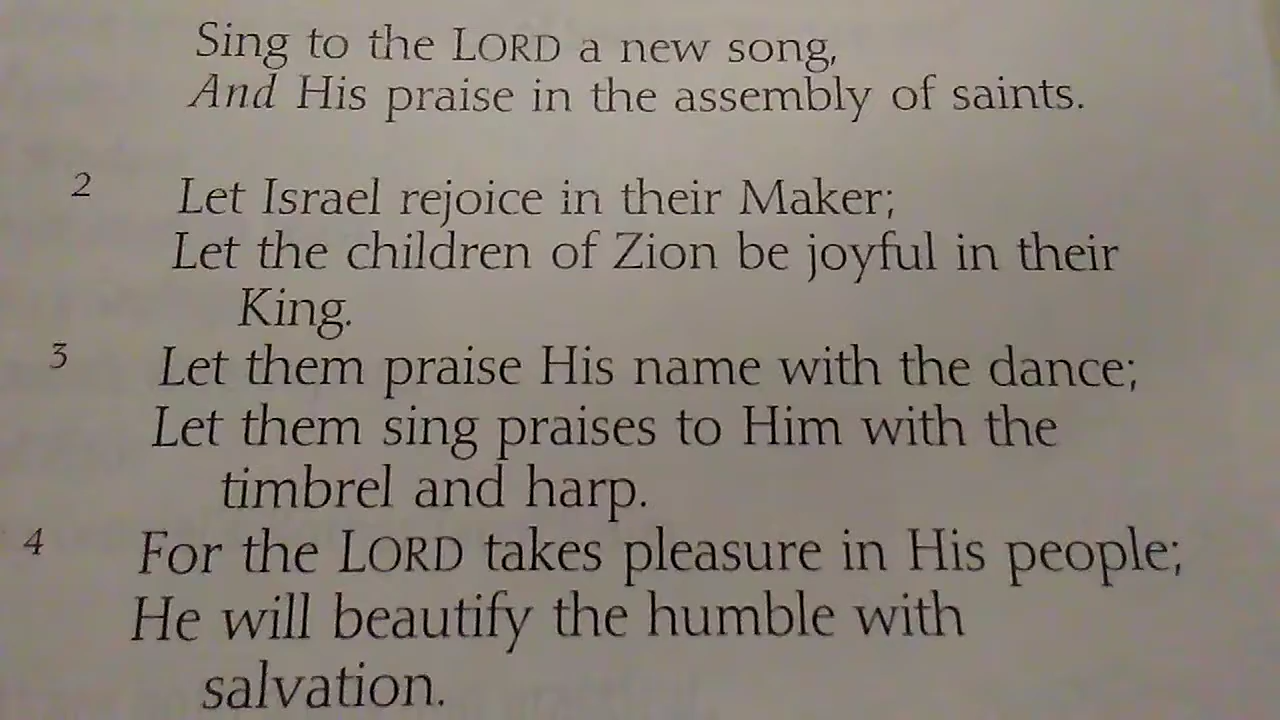 Sing to the LORD a new song,
And His praise in the assembly of saints.
2 Let Israel rejoice in their Maker;
Let the children of Zion be joyful in their
King.
3 Let them praise His name with the dance;
Let them sing praises to Him with the
timbrel and harp.
4 For the LORD takes pleasure in His people;
He will beautify the humble with
salvation.